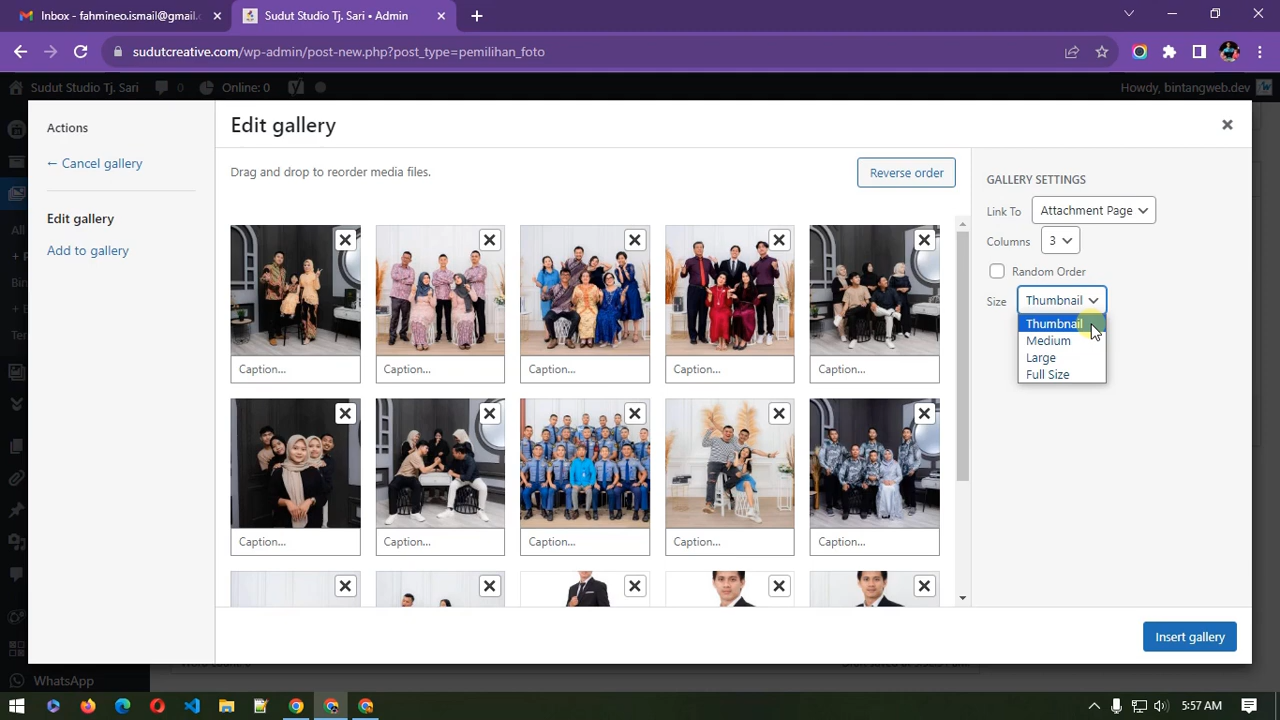 Inbox - fahmineo.ismail@gmail.c
Sudut Studio Tj. Sari • Admin
sudutcreative.com/wp-admin/post-new.php?post_type=pemilihan_foto
Sudut Studio Tj. Sari
0
Online: 0
Howdy, bintangweb.dev
Actions
← Cancel gallery
Edit gallery
Add to gallery
Edit gallery
Drag and drop to reorder media files.
Reverse order
Caption...
Caption...
Caption...
Caption...
Caption...
Caption...
Caption...
Caption...
Caption...
Caption...
GALLERY SETTINGS
Link To
Attachment Page
Columns
3
Random Order
Size
Thumbnail
Thumbnail
Medium
Large
Full Size
Insert gallery
WhatsApp
5:57 AM